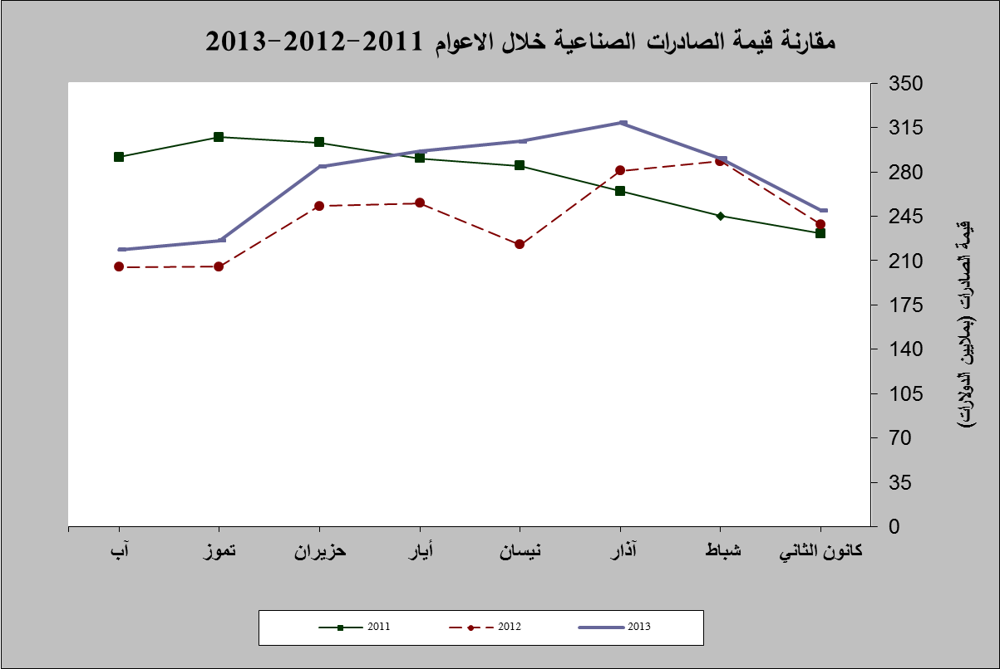 مقارنة قيمة الصادرات الصناعية خلال الاعوام 2011-2012-2013
350
315
280
245
210
175
140
105
70
35
0
قيمة الصادرات (بملايين الدولارات)
كانون الثاني شباط آذار نيسان أيار حزيران تموز آب
2011 2012 2013